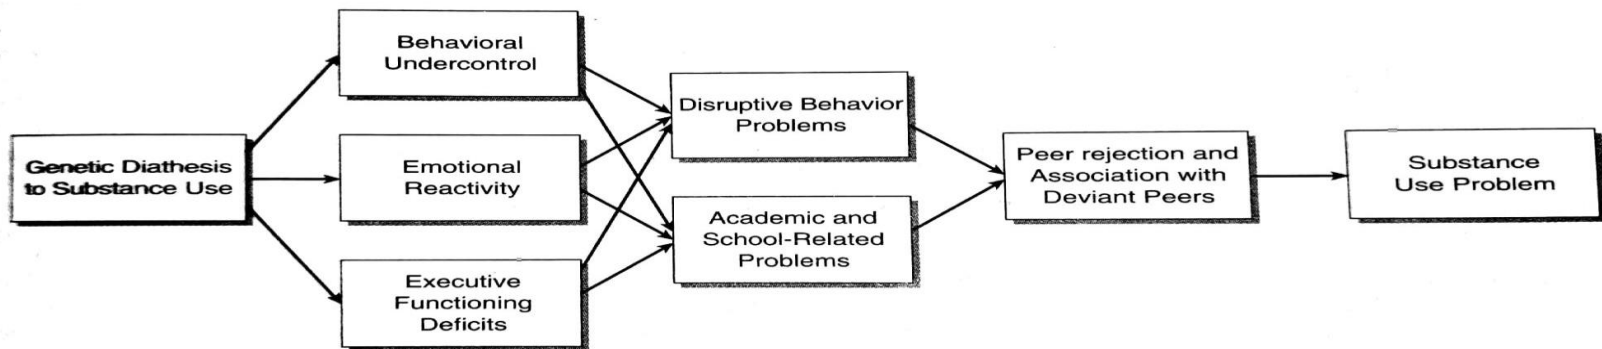 Genetic Diathesis
to Substance Use
Behavioral
Undercontrol
Emotional
Reactivity
Executive
Functioning
Deficits
Disruptive Behavior
Problems
Academic and
School-Related
Problems
Peer rejection and
Association with
Deviant Peers
Substance
Use Problem